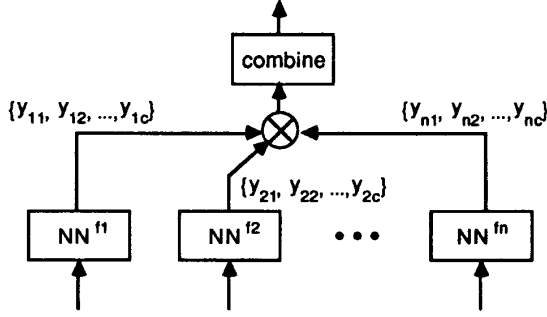 combine
{y₁₁, y₁₂, ...,y₁c} {yₙ₁, yₙ₂, ...,yₙc}
{y₂₁, y₂₂, ...,y₂c}
NN^f1 NN^f2 ••• NN^fn